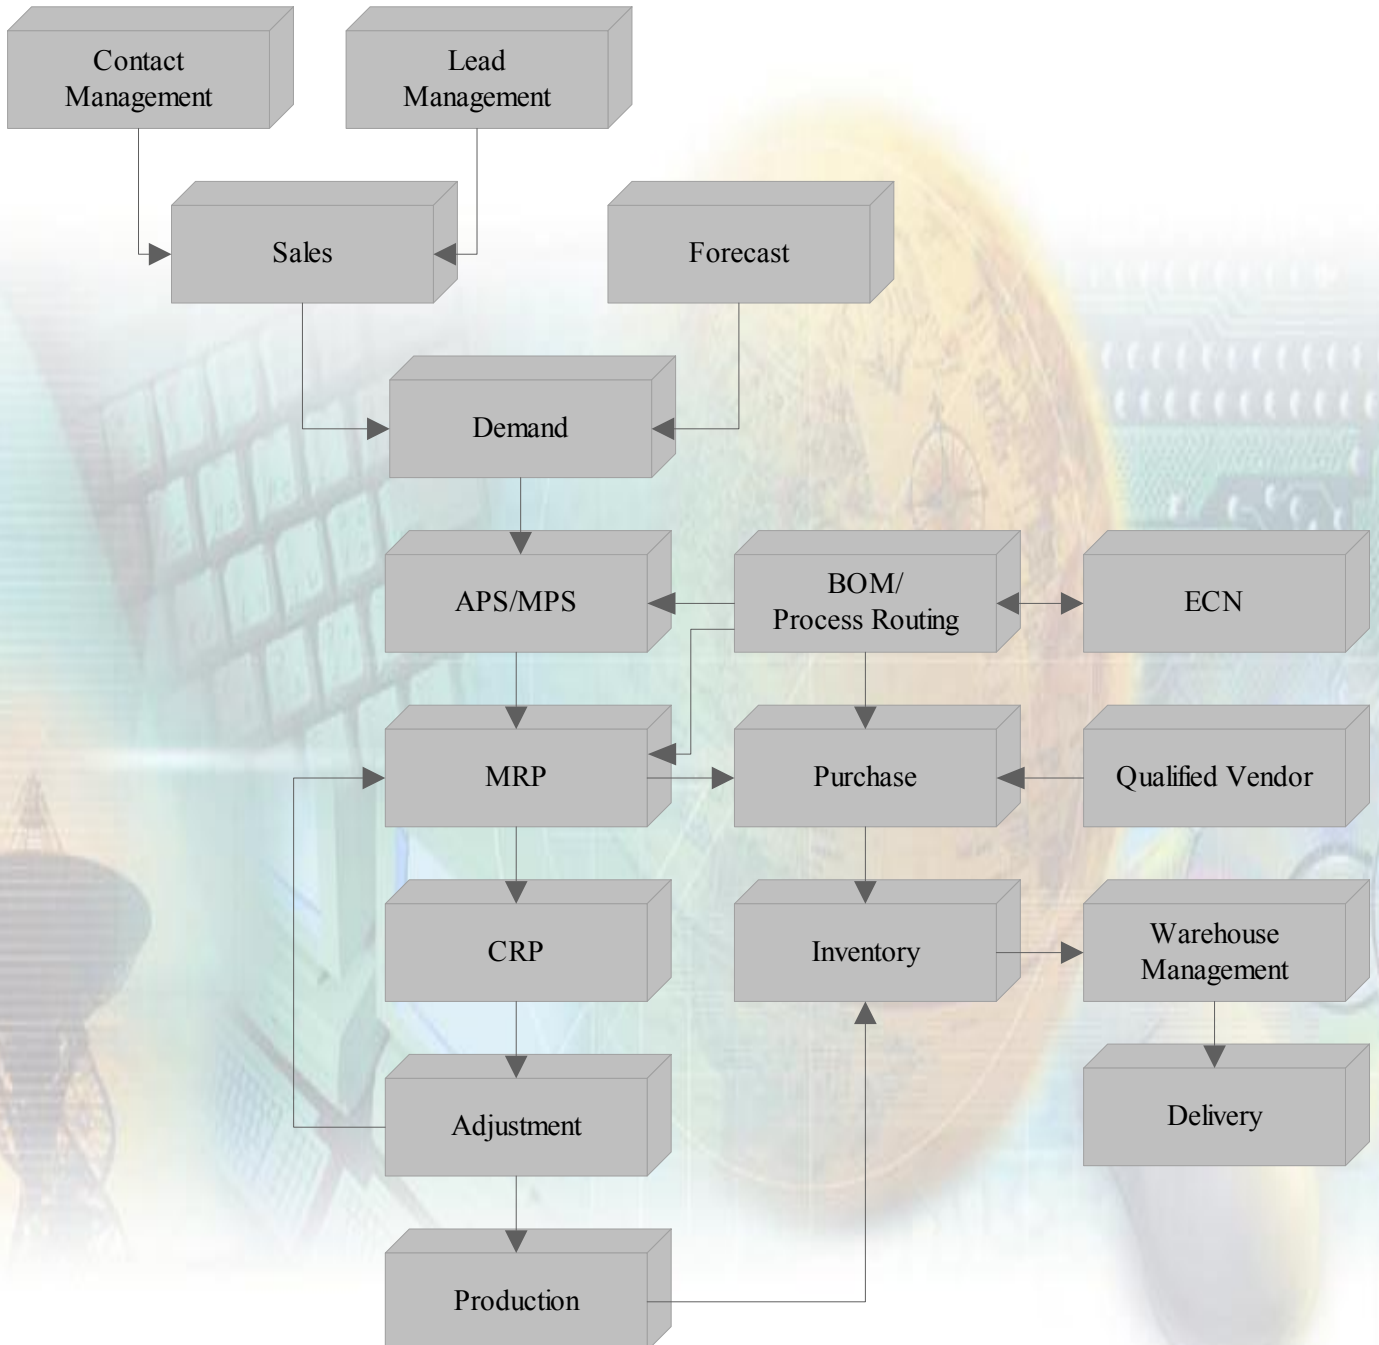 Contact
Management
Lead
Management
Sales
Forecast
Demand
APS/MPS
BOM/
Process Routing
ECN
MRP
Purchase
Qualified Vendor
CRP
Inventory
Warehouse
Management
Adjustment
Delivery
Production